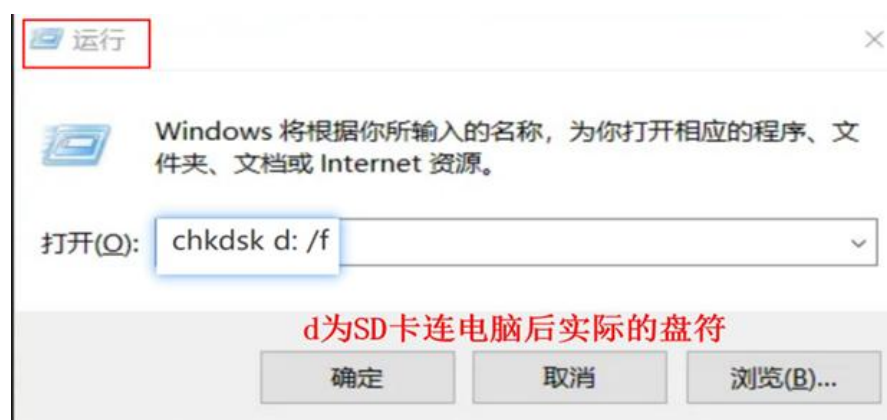 运行
Windows 将根据你所输入的名称，为你打开相应的程序、文
件夹、文档或 Internet 资源。
打开(O): chkdsk d: /f
d为SD卡连电脑后实际的盘符
确定 取消 浏览(B)...